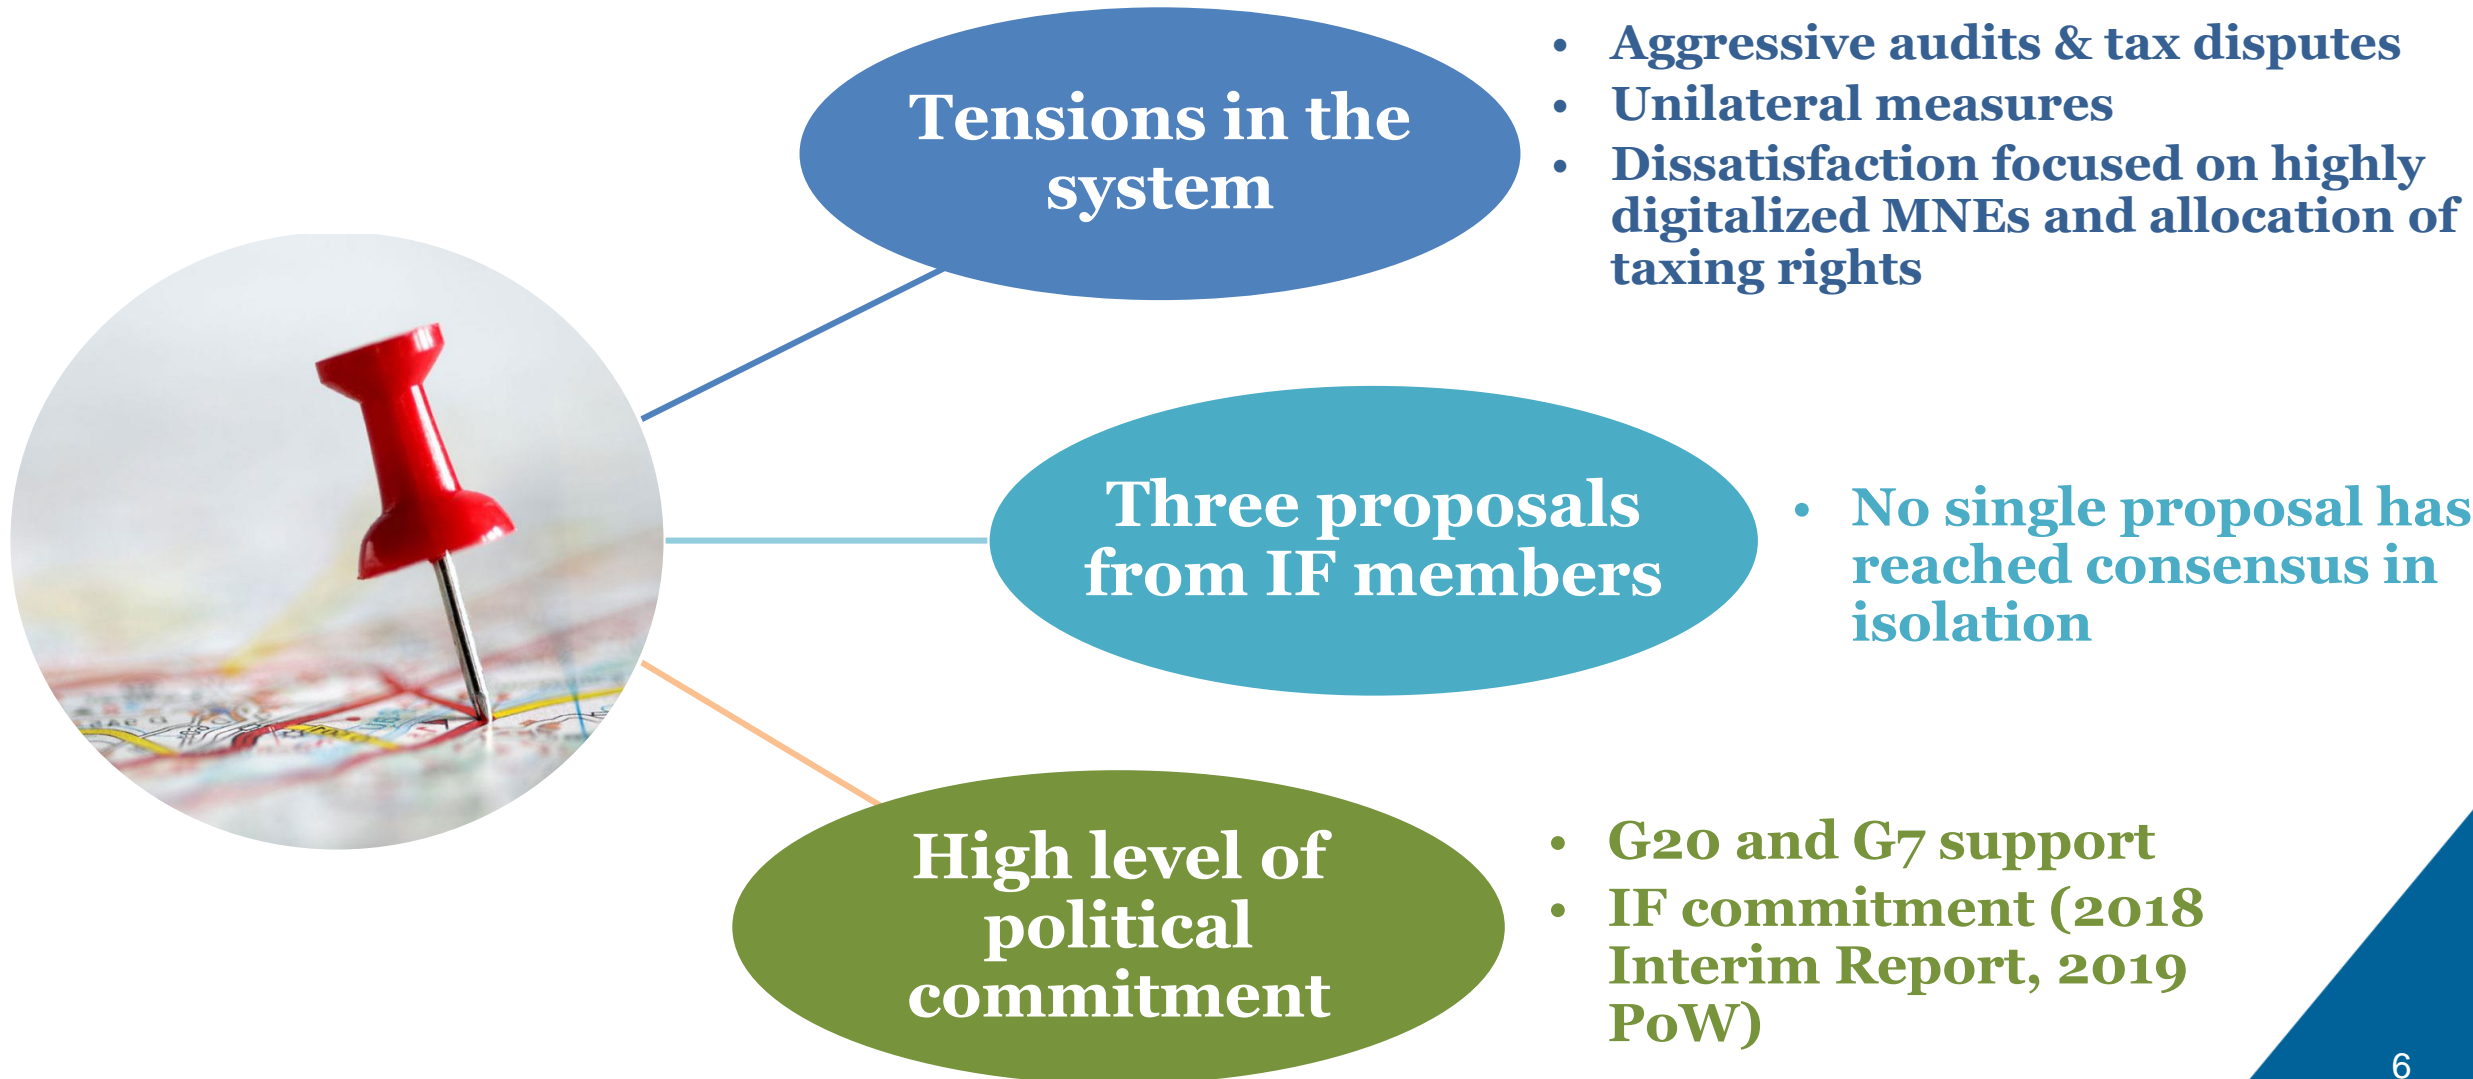 Tensions in the
system
• Aggressive audits & tax disputes
• Unilateral measures
• Dissatisfaction focused on highly
digitalized MNEs and allocation of
taxing rights
Three proposals
from IF members
• No single proposal has
reached consensus in
isolation
High level of
political
commitment
• G20 and G7 support
• IF commitment (2018
Interim Report, 2019
PoW)
6